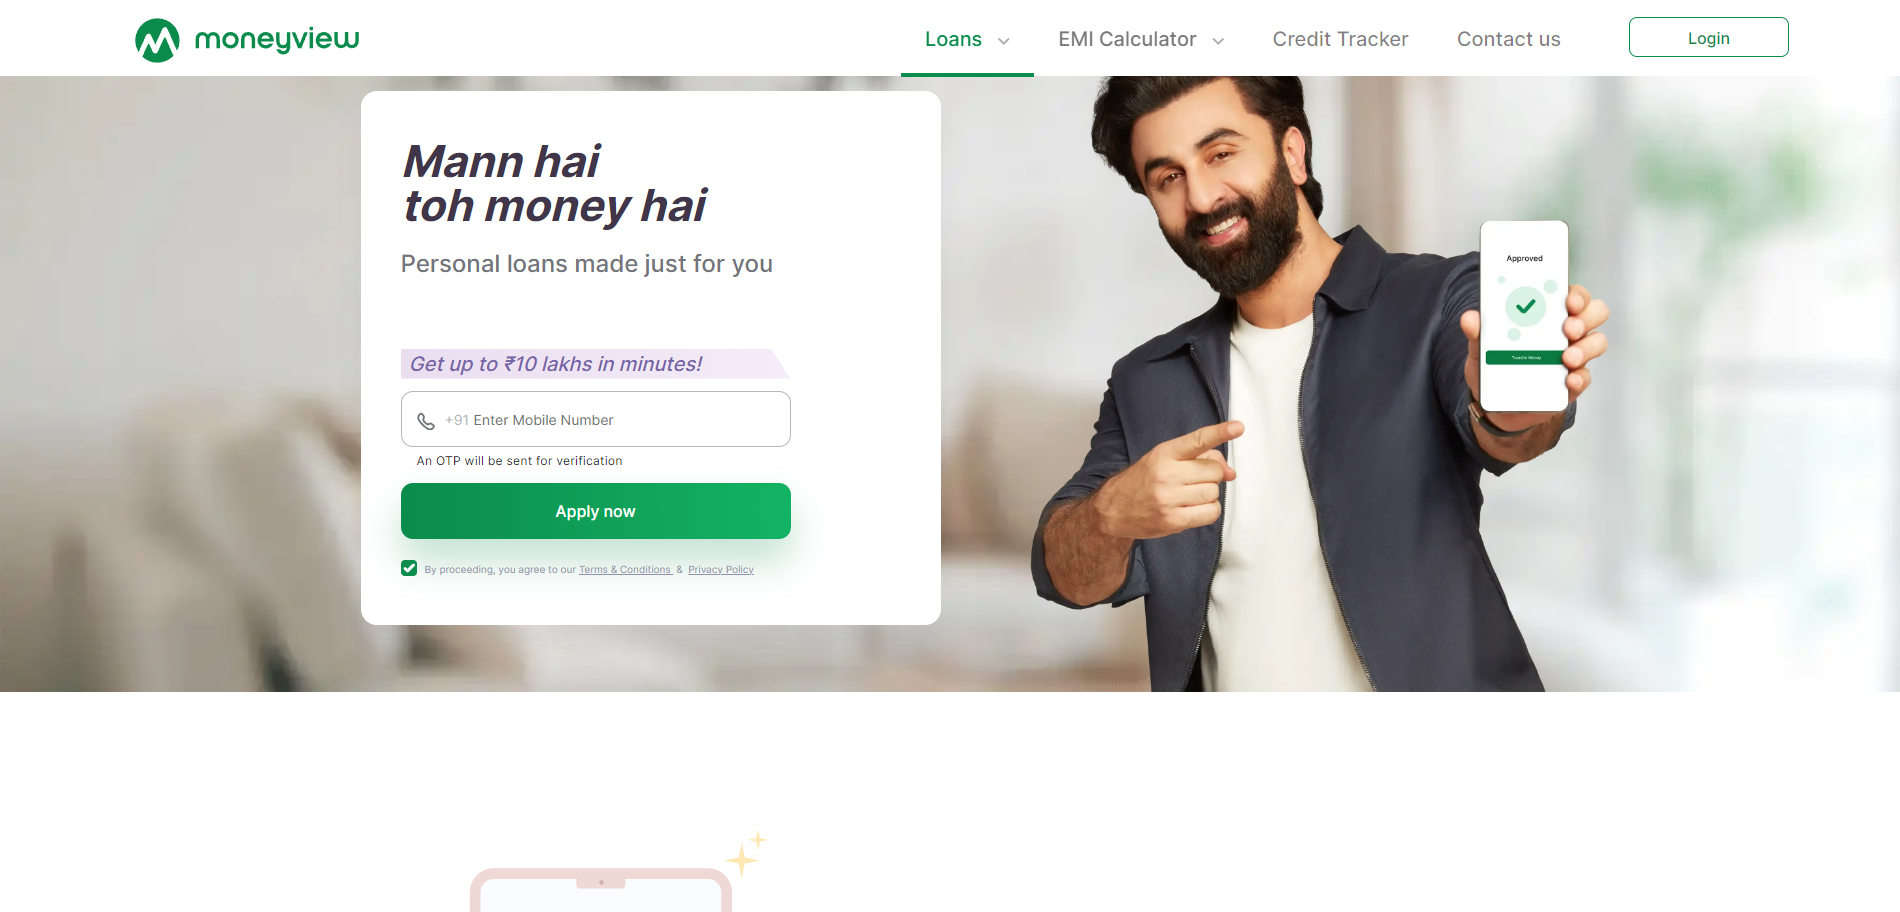 moneyview
Loans
EMI Calculator
Credit Tracker
Contact us
Login
Mann hai
toh money hai
Personal loans made just for you
Get up to ₹10 lakhs in minutes!
+91 Enter Mobile Number
An OTP will be sent for verification
Apply now
By proceeding, you agree to our Terms & Conditions & Privacy Policy
Approved
Transfer Money